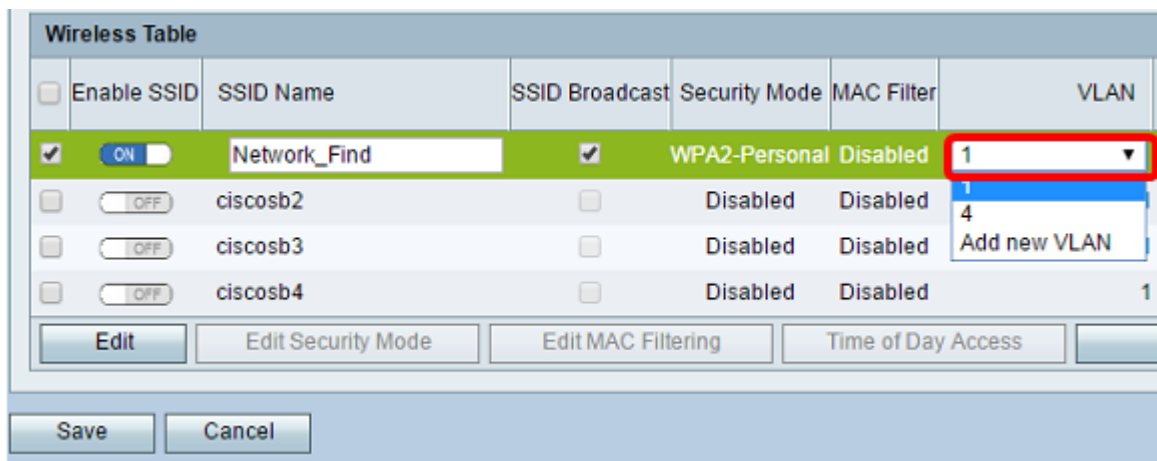 Wireless Table
Enable SSID SSID Name SSID Broadcast Security Mode MAC Filter VLAN
ON Network_Find WPA2-Personal Disabled 1
1
OFF ciscosb2 Disabled Disabled
4
OFF ciscosb3 Disabled Disabled Add new VLAN
OFF ciscosb4 Disabled Disabled 1
Edit Edit Security Mode Edit MAC Filtering Time of Day Access
Save Cancel